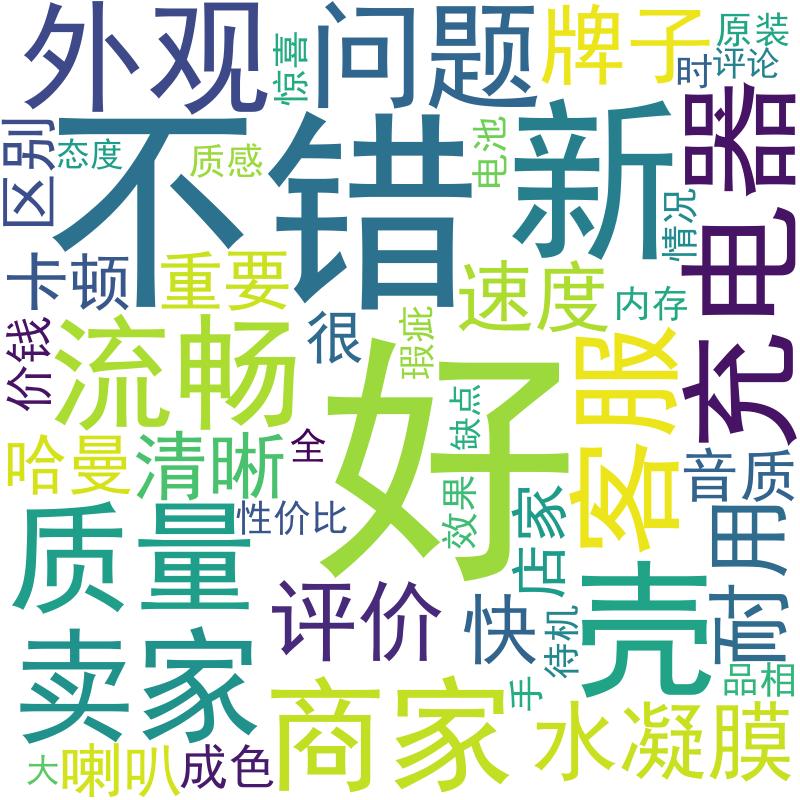 外观
惊喜
问题
牌子
原装
时
评论
区别
态度
不错
质感
电池
新
充电器
情况
卡顿
重要
速度
内存
很
瑕疵
价钱
流畅
好
缺点
客服
哈曼
清晰
全
音质
效果
性价比
质量
店家
耐用
评价
快
待机
壳
卖家
商家
手
品相
水凝膜
大
喇叭
成色